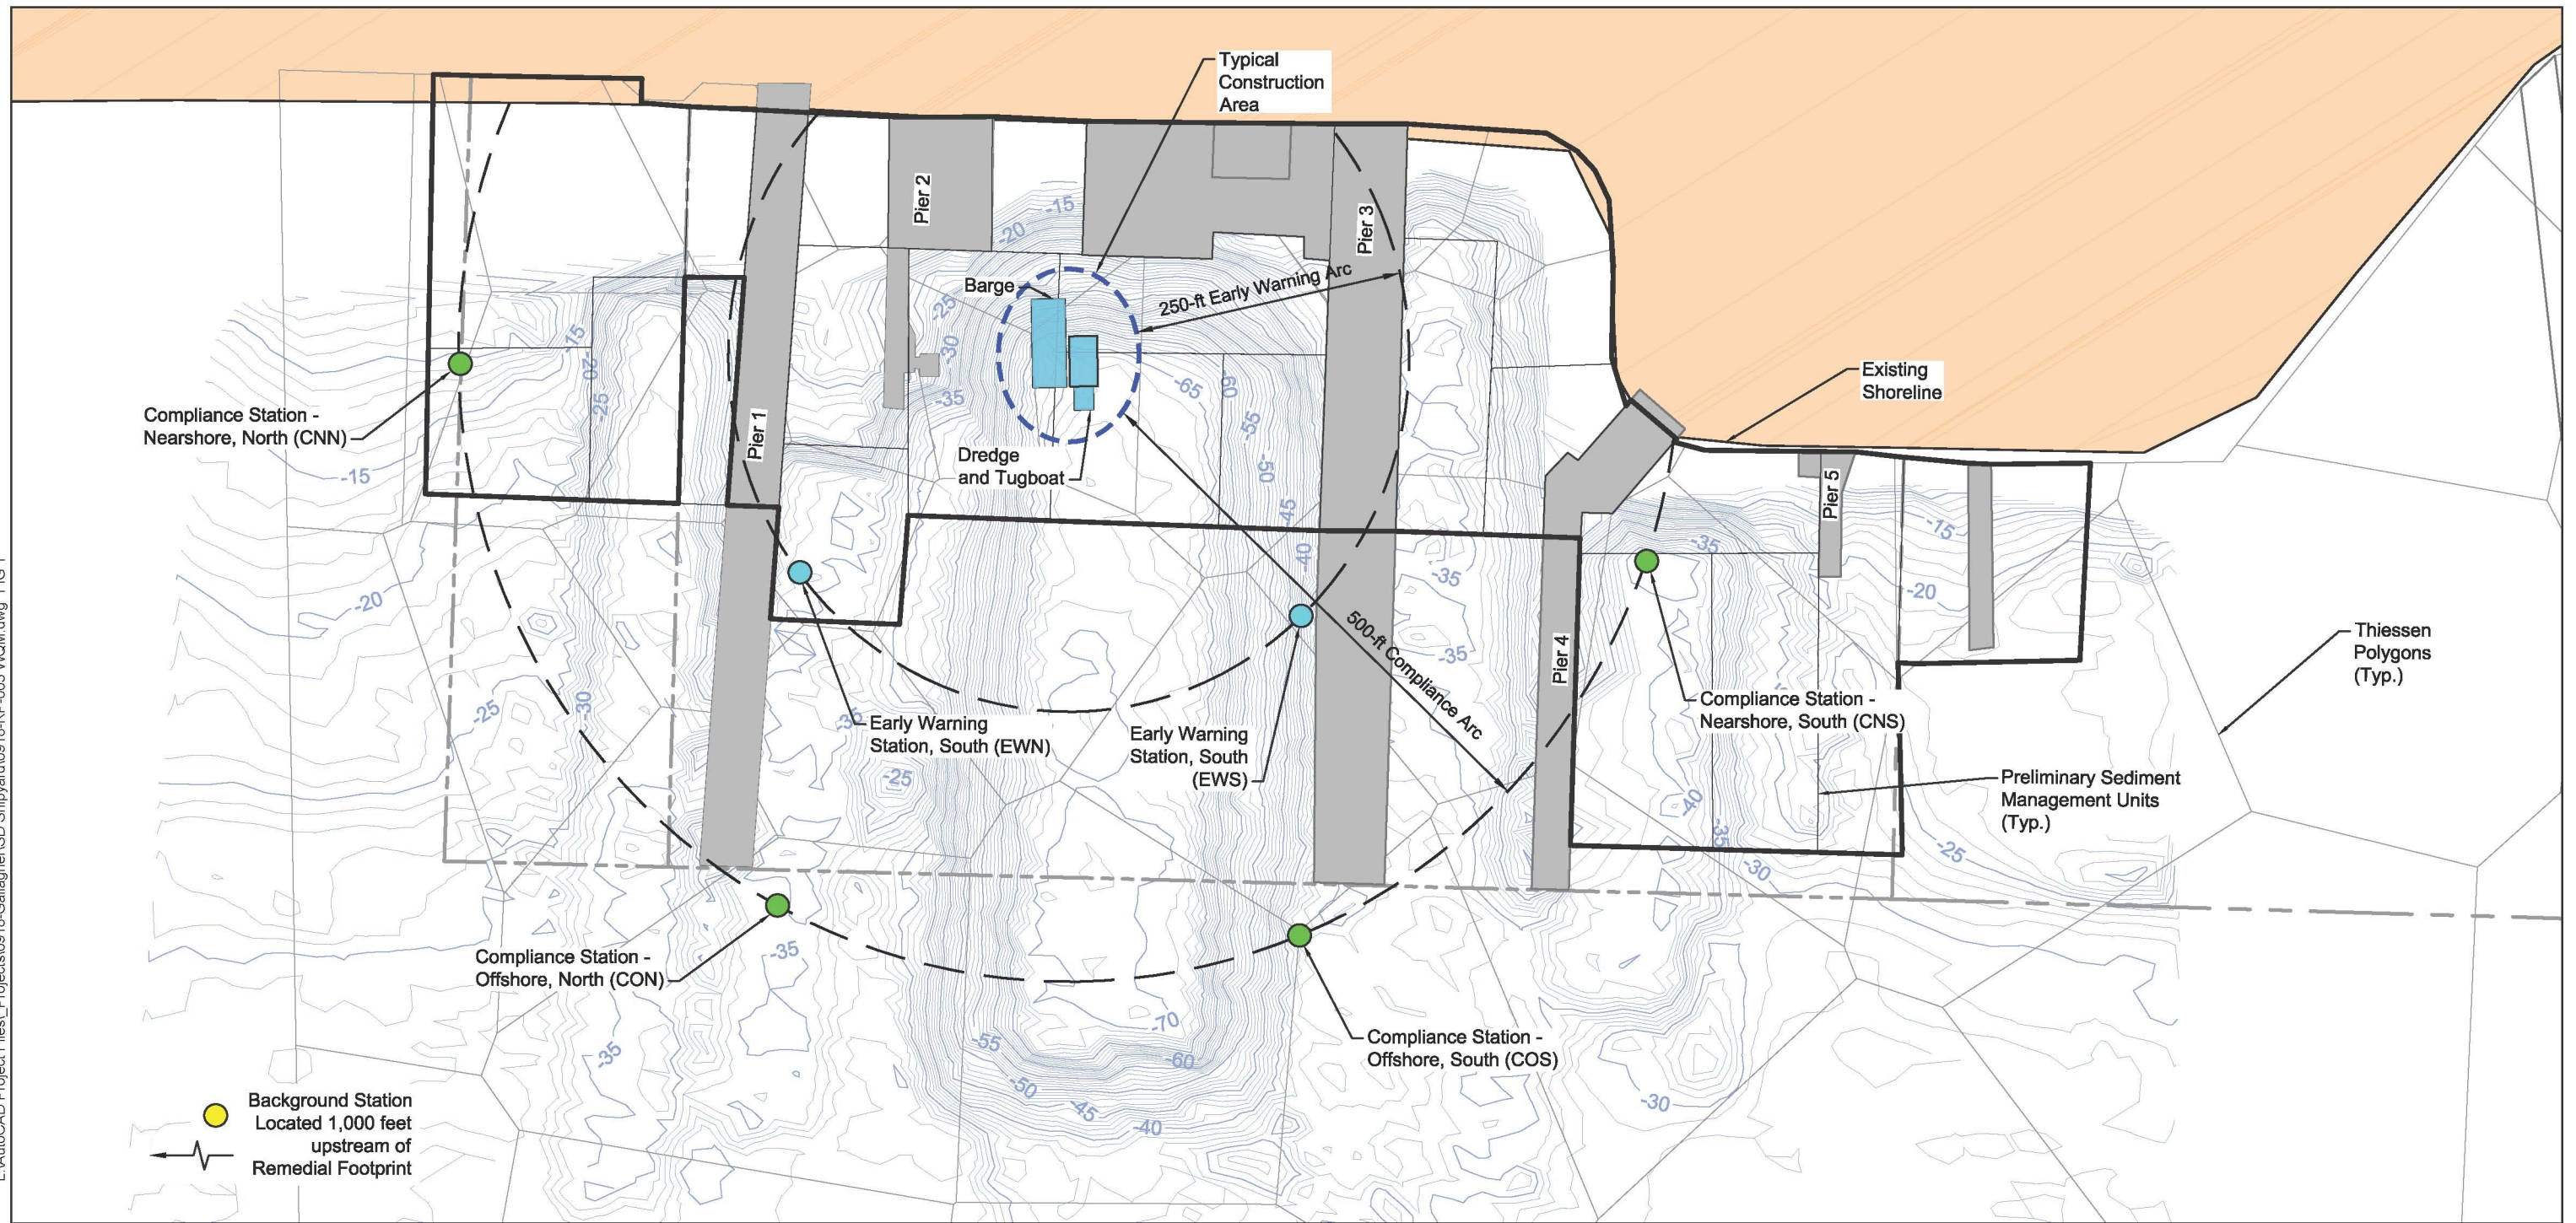 Typical
Construction
Area
Pier 2
Pier 3
-15
-20
250-ft Early Warning Arc
Barge
-25
-30
-35
-15
-20
-25
-65
-60
-55
-50
-45
-40
Existing
Shoreline
Compliance Station -
Nearshore, North (CNN)
Pier 1
Dredge
and Tugboat
Pier 5
-15
-15
-35
-20
-35
-20
-35
500-ft Compliance Arc
Pier 4
Thiessen
Polygons
(Typ.)
-25
-30
Early Warning
Station, South (EWN)
-25
Early Warning
Station, South
(EWS)
Compliance Station -
Nearshore, South (CNS)
Preliminary Sediment
Management Units
(Typ.)
-40
-35
-30
-25
Compliance Station -
Offshore, North (CON)
-35
-35
-70
-55
-60
-50
-45
-40
Compliance Station -
Offshore, South (COS)
-30
Background Station
Located 1,000 feet
upstream of
Remedial Footprint